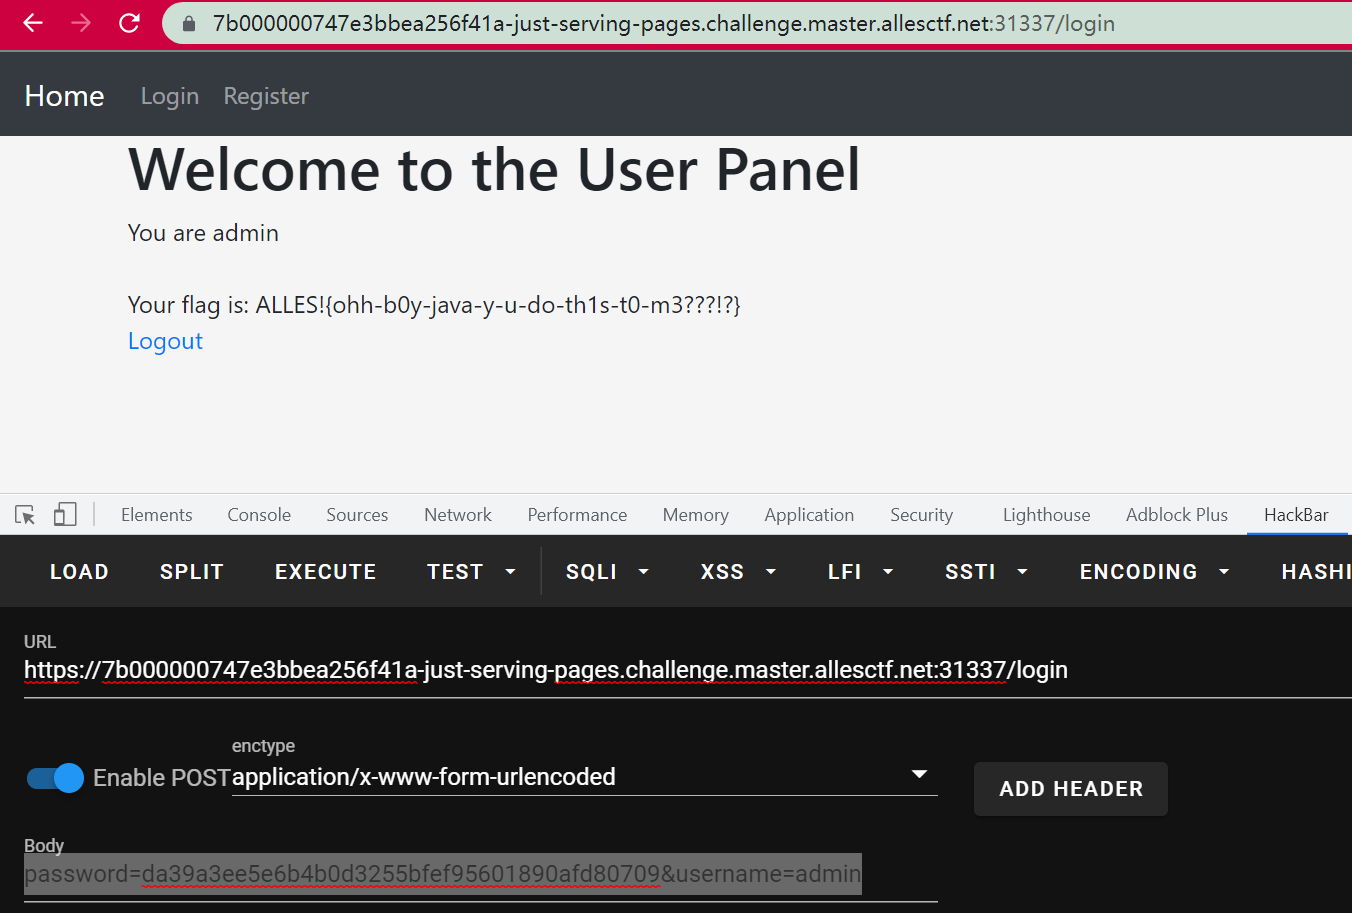 7b000000747e3bbea256f41a-just-serving-pages.challenge.master.allesctf.net:31337/login
Home Login Register
Welcome to the User Panel
You are admin
Your flag is: ALLES!{ohh-b0y-java-y-u-do-th1s-t0-m3???!?}
Logout
Elements Console Sources Network Performance Memory Application Security Lighthouse Adblock Plus HackBar
LOAD SPLIT EXECUTE TEST SQLI XSS LFI SSTI ENCODING HASHI
URL
https://7b000000747e3bbea256f41a-just-serving-pages.challenge.master.allesctf.net:31337/login
enctype
Enable POST application/x-www-form-urlencoded ADD HEADER
Body
password=da39a3ee5e6b4b0d3255bfef95601890afd80709&username=admin